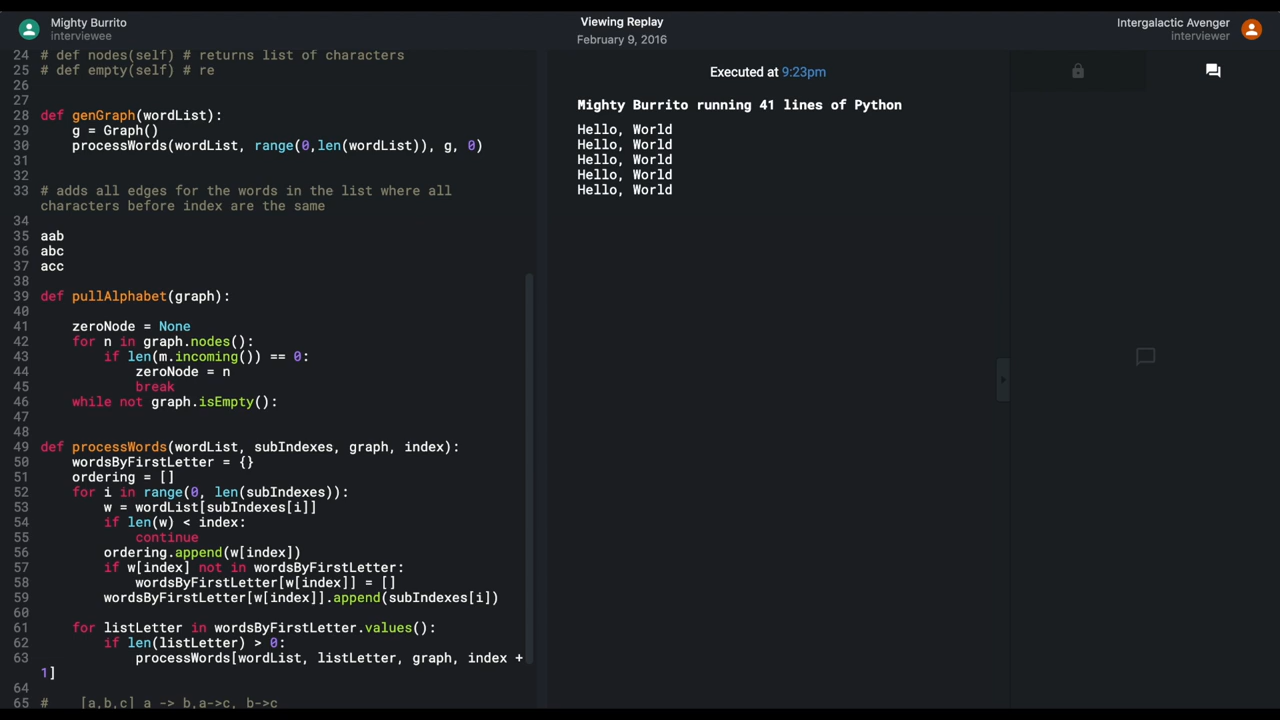 Mighty Burrito
interviewee
Viewing Replay
February 9, 2016
Intergalactic Avenger
interviewer
24 # def nodes(self) # returns list of characters
25 # def empty(self) # re
26
27
28 def genGraph(wordList):
29     g = Graph()
30     processWords(wordList, range(0,len(wordList)), g, 0)
31
32
33 # adds all edges for the words in the list where all
characters before index are the same
34
35 aab
36 abc
37 acc
38
39 def pullAlphabet(graph):
40
41     zeroNode = None
42     for n in graph.nodes():
43         if len(m.incoming()) == 0:
44             zeroNode = n
45             break
46     while not graph.isEmpty():
47
48
49 def processWords(wordList, subIndexes, graph, index):
50     wordsByFirstLetter = {}
51     ordering = []
52     for i in range(0, len(subIndexes)):
53         w = wordList[subIndexes[i]]
54         if len(w) < index:
55             continue
56         ordering.append(w[index])
57         if w[index] not in wordsByFirstLetter:
58             wordsByFirstLetter[w[index]] = []
59         wordsByFirstLetter[w[index]].append(subIndexes[i])
60
61     for listLetter in wordsByFirstLetter.values():
62         if len(listLetter) > 0:
63             processWords[wordList, listLetter, graph, index +
1]
64
65 #    [a,b,c] a -> b,a->c, b->c
Executed at 9:23pm
Mighty Burrito running 41 lines of Python
Hello, World
Hello, World
Hello, World
Hello, World
Hello, World